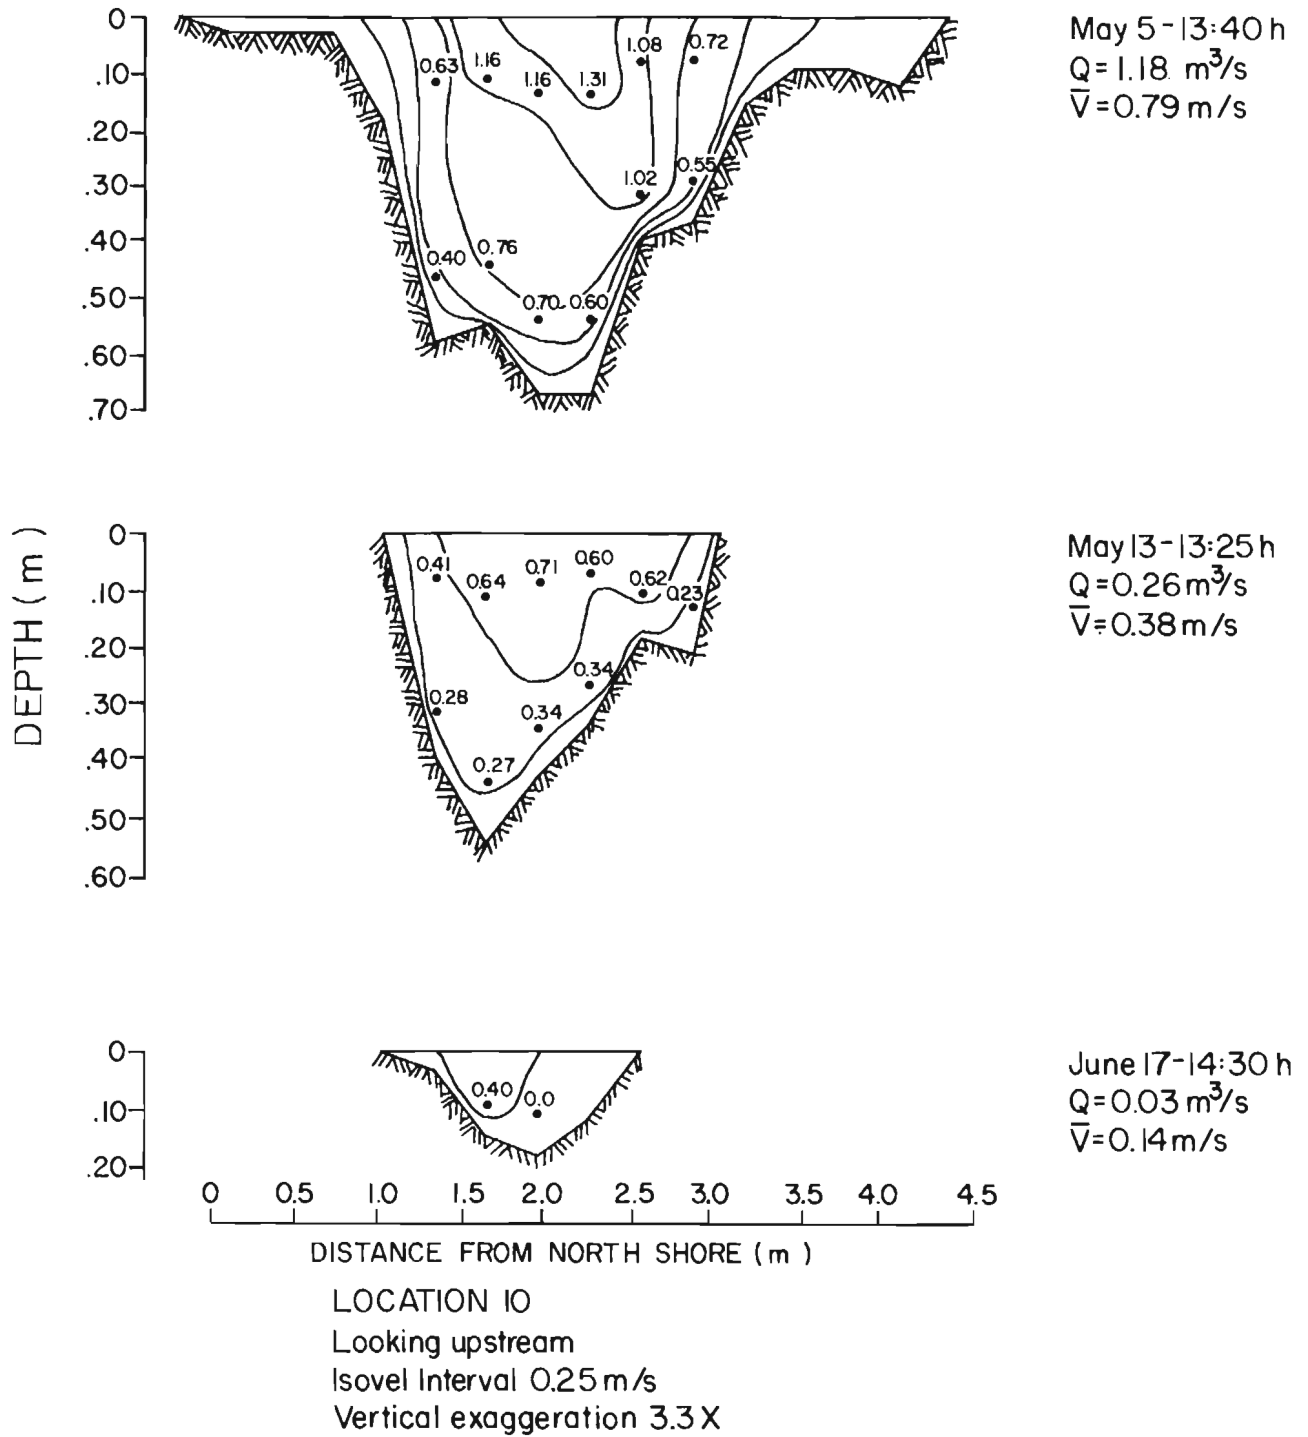 0
.10
.20
.30
.40
.50
.60
.70
0.63
1.16
1.16
1.31
1.08
0.72
1.02
0.55
0.40
0.76
0.70
0.60
May 5-13:40 h
Q=1.18 m³/s
V̅=0.79 m/s
DEPTH (m)
0
.10
.20
.30
.40
.50
.60
0.41
0.64
0.71
0.60
0.62
0.23
0.28
0.34
0.34
0.27
May 13-13:25 h
Q=0.26 m³/s
V̅=0.38 m/s
0
.10
.20
0.40
0.0
June 17-14:30 h
Q=0.03 m³/s
V̅=0.14 m/s
0 0.5 1.0 1.5 2.0 2.5 3.0 3.5 4.0 4.5
DISTANCE FROM NORTH SHORE (m)
LOCATION 10
Looking upstream
Isovel Interval 0.25 m/s
Vertical exaggeration 3.3 X